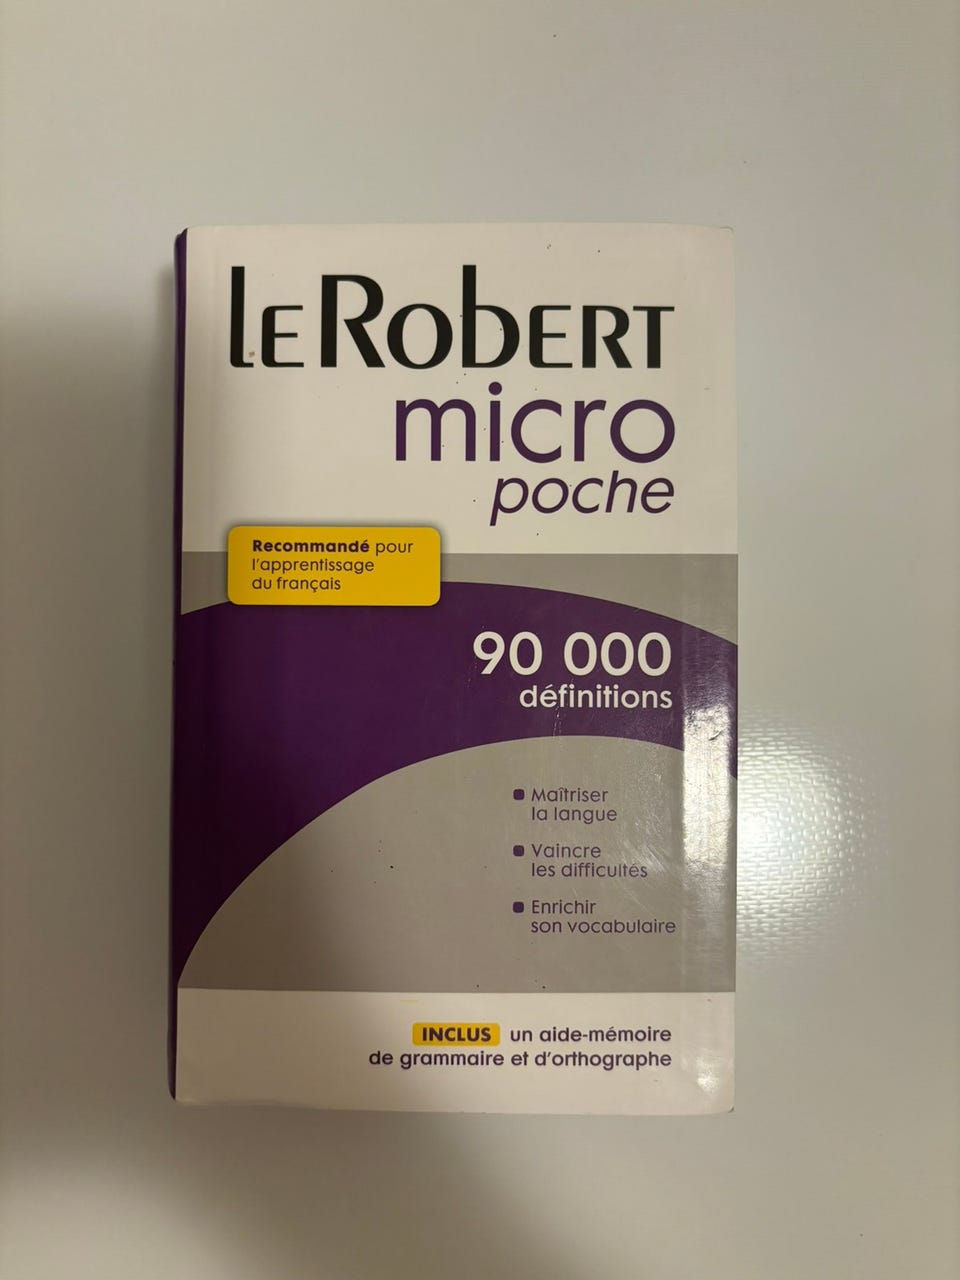 le Robert
micro
poche
Recommandé pour
l'apprentissage
du français
90 000
définitions
Maîtriser
la langue
Vaincre
les difficultés
Enrichir
son vocabulaire
INCLUS un aide-mémoire
de grammaire et d'orthographe